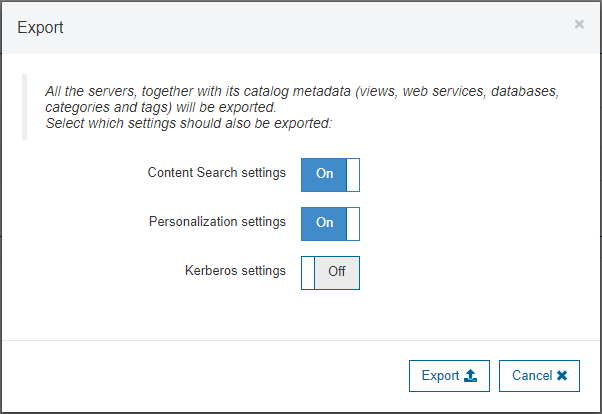 Export
All the servers, together with its catalog metadata (views, web services, databases,
categories and tags) will be exported.
Select which settings should also be exported:
Content Search settings On
Personalization settings On
Kerberos settings Off
Export Cancel